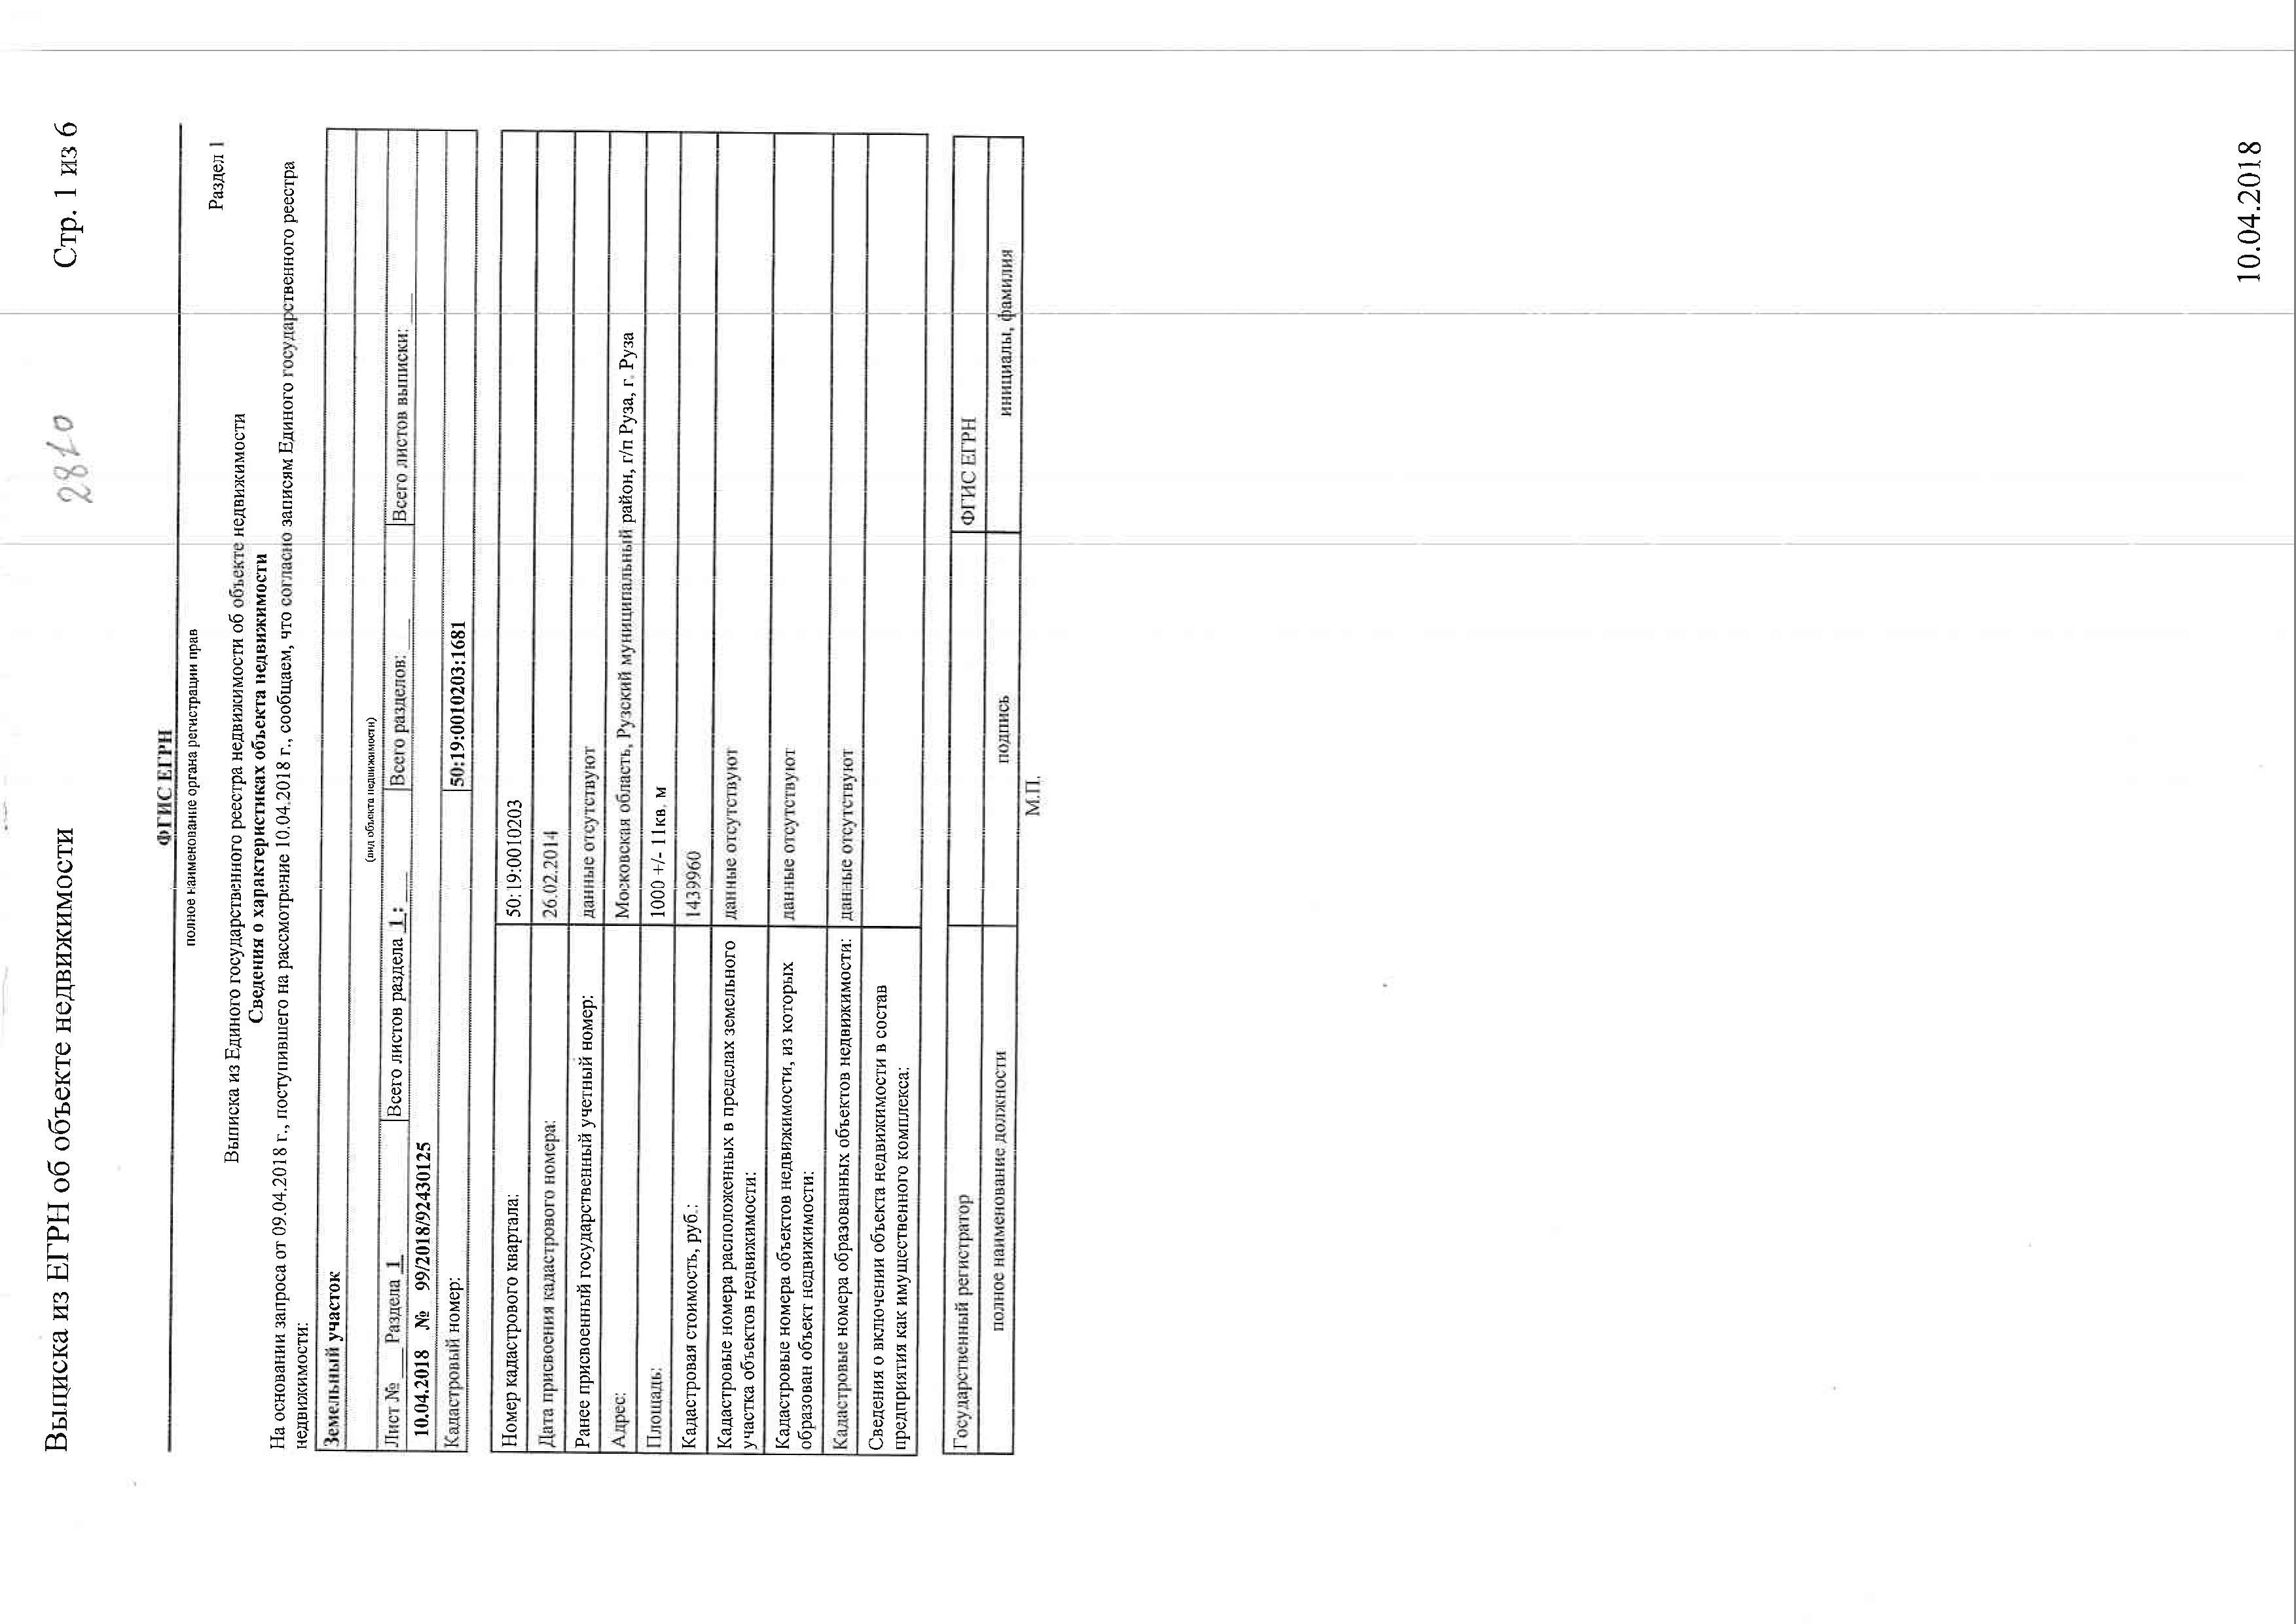 Выписка из ЕГРН об объекте недвижимости
2810
Стр. 1 из 6
ФГИС ЕГРН
полное наименование органа регистрации прав
Раздел 1
Выписка из Единого государственного реестра недвижимости об объекте недвижимости
Сведения о характеристиках объекта недвижимости
На основании запроса от 09.04.2018 г., поступившего на рассмотрение 10.04.2018 г., сообщаем, что согласно записям Единого государственного реестра
недвижимости:
Земельный участок
(вид объекта недвижимости)
Лист № ___ Раздела 1 Всего листов раздела 1 : ___ Всего разделов: ___ Всего листов выписки: ___
10.04.2018 № 99/2018/92430125
Кадастровый номер: 50:19:0010203:1681
Номер кадастрового квартала: 50:19:0010203
Дата присвоения кадастрового номера: 26.02.2014
Ранее присвоенный государственный учетный номер: данные отсутствуют
Адрес: Московская область, Рузский муниципальный район, г/п Руза, г. Руза
Площадь: 1000 +/- 11кв. м
Кадастровая стоимость, руб.: 1439960
Кадастровые номера расположенных в пределах земельного
участка объектов недвижимости: данные отсутствуют
Кадастровые номера объектов недвижимости, из которых
образован объект недвижимости: данные отсутствуют
Кадастровые номера образованных объектов недвижимости: данные отсутствуют
Сведения о включении объекта недвижимости в состав
предприятия как имущественного комплекса:
Государственный регистратор ФГИС ЕГРН
полное наименование должности подпись инициалы, фамилия
М.П.
10.04.2018